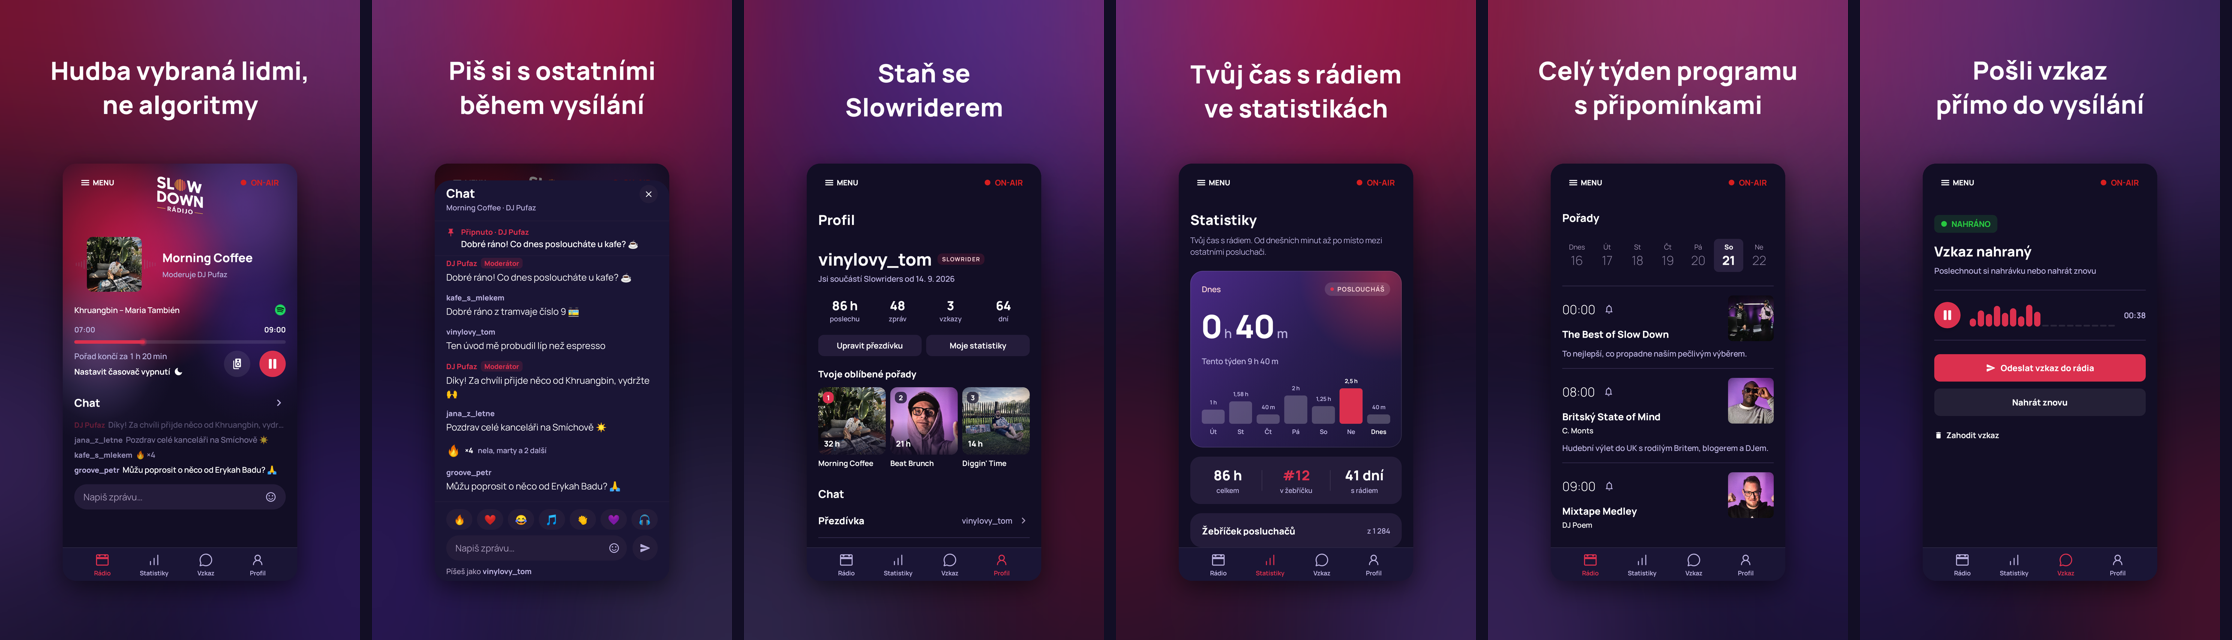 Hudba vybraná lidmi,
ne algoritmy
MENU
SLOW
DOWN
RÁDIJO
ON-AIR
Morning Coffee
Moderuje DJ Pufaz
Khruangbin – Maria También
07:00
09:00
Pořad končí za 1 h 20 min
Nastavit časovač vypnutí
Chat
DJ Pufaz Díky! Za chvíli přijde něco od Khruangbin, vydr...
jana_z_letne Pozdrav celé kanceláři na Smíchově ☀️
kafe_s_mlekem 🔥 ×4
groove_petr Můžu poprosit o něco od Erykah Badu? 🙏
Napiš zprávu...
Rádio
Statistiky
Vzkaz
Profil
Piš si s ostatními
během vysílání
Chat
Morning Coffee · DJ Pufaz
Připnuto · DJ Pufaz
Dobré ráno! Co dnes posloucháte u kafe? ☕
DJ Pufaz Moderátor
Dobré ráno! Co dnes posloucháte u kafe? ☕
kafe_s_mlekem
Dobré ráno z tramvaje číslo 9 🚋
vinylovy_tom
Ten úvod mě probudil líp než espresso
DJ Pufaz Moderátor
Díky! Za chvíli přijde něco od Khruangbin, vydržte
🙌
jana_z_letne
Pozdrav celé kanceláři na Smíchově ☀️
🔥 ×4 nela, marty a 2 další
groove_petr
Můžu poprosit o něco od Erykah Badu? 🙏
🔥 ❤️ 😂 🎵 👏 💜 🎧
Napiš zprávu...
Píšeš jako vinylovy_tom
Staň se
Slowriderem
MENU
ON-AIR
Profil
vinylovy_tom SLOWRIDER
Jsi součástí Slowriders od 14. 9. 2026
86 h
poslechu
48
zpráv
3
vzkazy
64
dní
Upravit přezdívku
Moje statistiky
Tvoje oblíbené pořady
1
32 h
Morning Coffee
2
21 h
Beat Brunch
3
14 h
Diggin' Time
Chat
Přezdívka
vinylovy_tom
Rádio
Statistiky
Vzkaz
Profil
Tvůj čas s rádiem
ve statistikách
MENU
ON-AIR
Statistiky
Tvůj čas s rádiem. Od dnešních minut až po místo mezi
ostatními posluchači.
Dnes
POSLOUCHÁŠ
0 h 40 m
Tento týden 9 h 40 m
1 h
1,58 h
40 m
2 h
1,25 h
2,5 h
40 m
Út
St
Čt
Pá
So
Ne
Dnes
86 h
celkem
#12
v žebříčku
41 dní
s rádiem
Žebříček posluchačů
z 1 284
Rádio
Statistiky
Vzkaz
Profil
Celý týden programu
s připomínkami
MENU
ON-AIR
Pořady
Dnes
16
Út
17
St
18
Čt
19
Pá
20
So
21
Ne
22
00:00
The Best of Slow Down
To nejlepší, co propadne naším pečlivým výběrem.
08:00
Britský State of Mind
C. Monts
Hudební výlet do UK s rodilým Britem, blogerem a DJem.
09:00
Mixtape Medley
DJ Poem
Rádio
Statistiky
Vzkaz
Profil
Pošli vzkaz
přímo do vysílání
MENU
ON-AIR
NAHRÁNO
Vzkaz nahraný
Poslechnout si nahrávku nebo nahrát znovu
00:38
Odeslat vzkaz do rádia
Nahrát znovu
Zahodit vzkaz
Rádio
Statistiky
Vzkaz
Profil